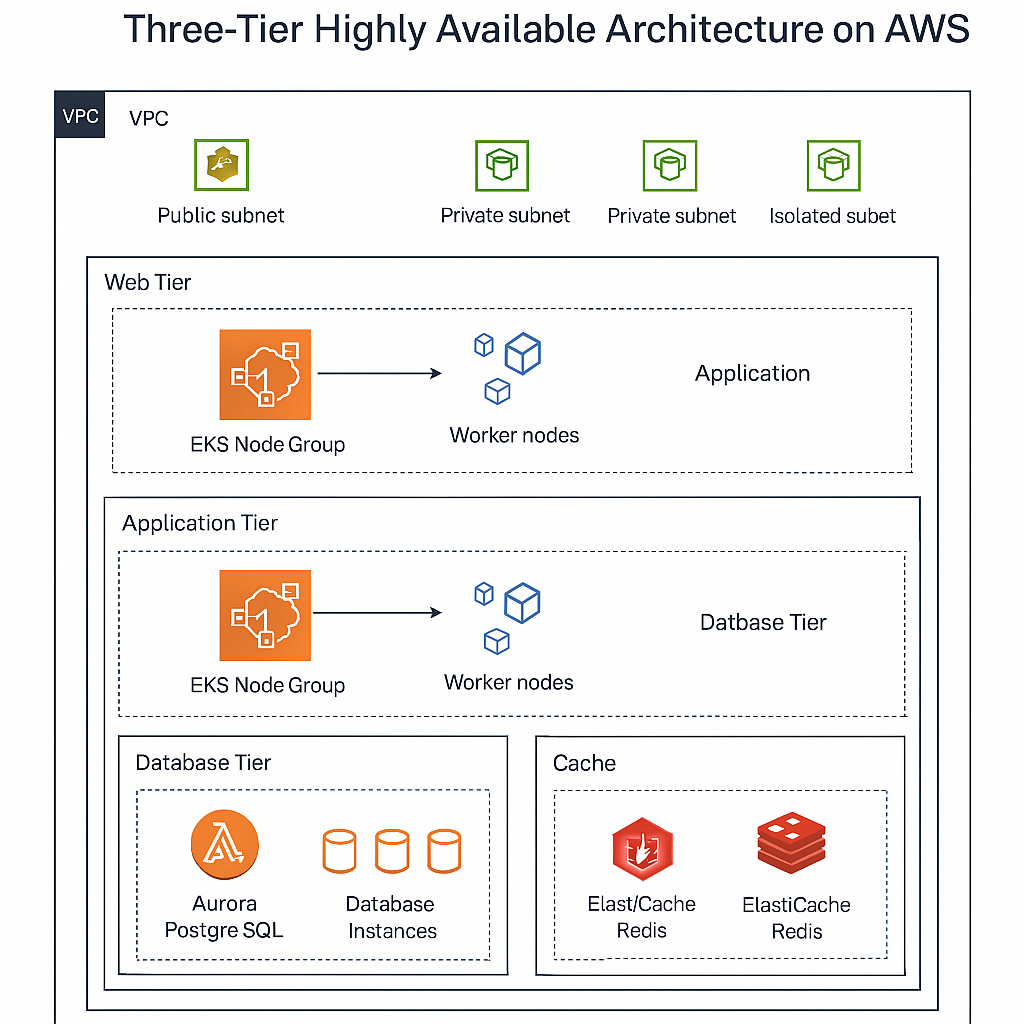 Three-Tier Highly Available Architecture on AWS
VPC
VPC
Public subnet
Private subnet
Private subnet
Isolated subet
Web Tier
Application
EKS Node Group
Worker nodes
Application Tier
Datbase Tier
EKS Node Group
Worker nodes
Database Tier
Aurora
Postgre SQL
Database
Instances
Cache
Elast/Cache
Redis
ElastiCache
Redis